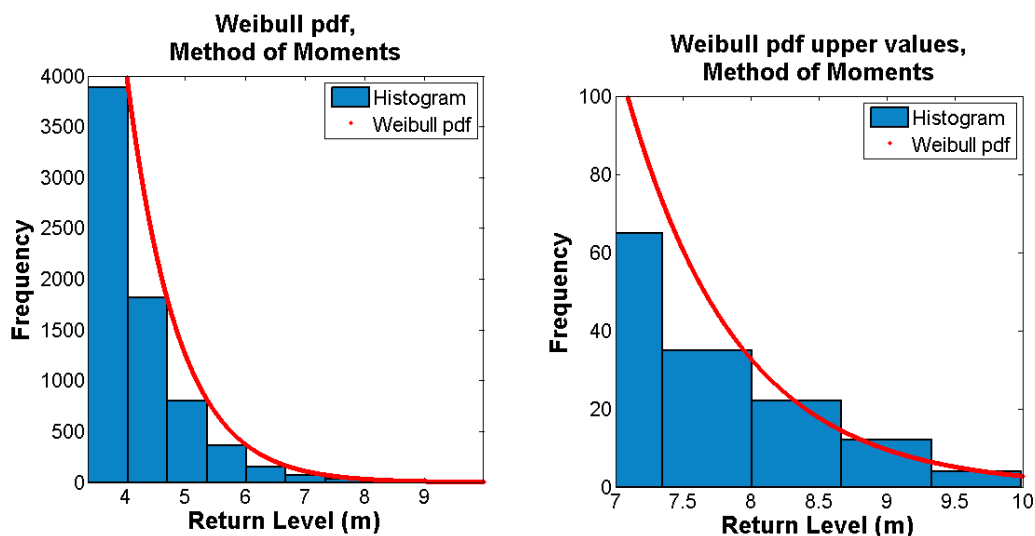 Weibull pdf,
Method of Moments
4000
3500
3000
2500
2000
1500
1000
500
0
Frequency
Histogram
Weibull pdf
4 5 6 7 8 9
Return Level (m)
Weibull pdf upper values,
Method of Moments
100
80
60
40
20
0
Frequency
Histogram
Weibull pdf
7 7.5 8 8.5 9 9.5 10
Return Level (m)